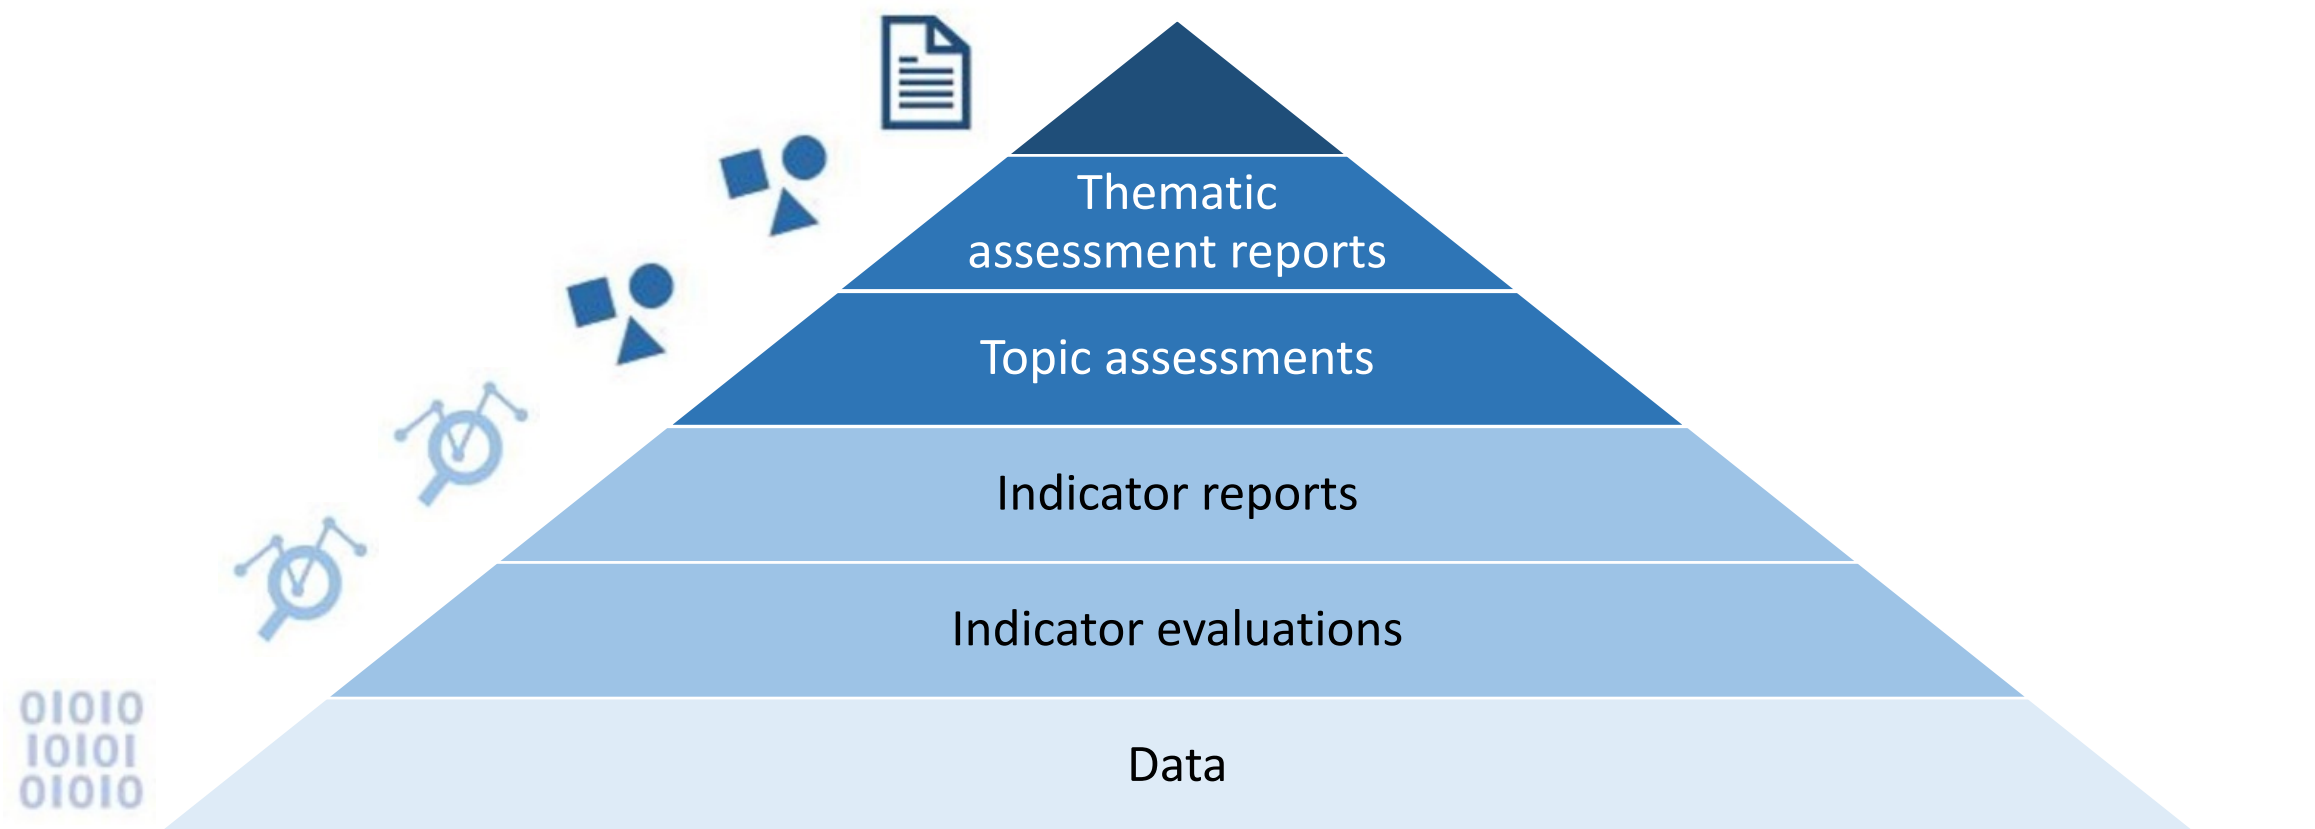 Thematic
assessment reports
Topic assessments
Indicator reports
Indicator evaluations
01010
10101
01010
Data